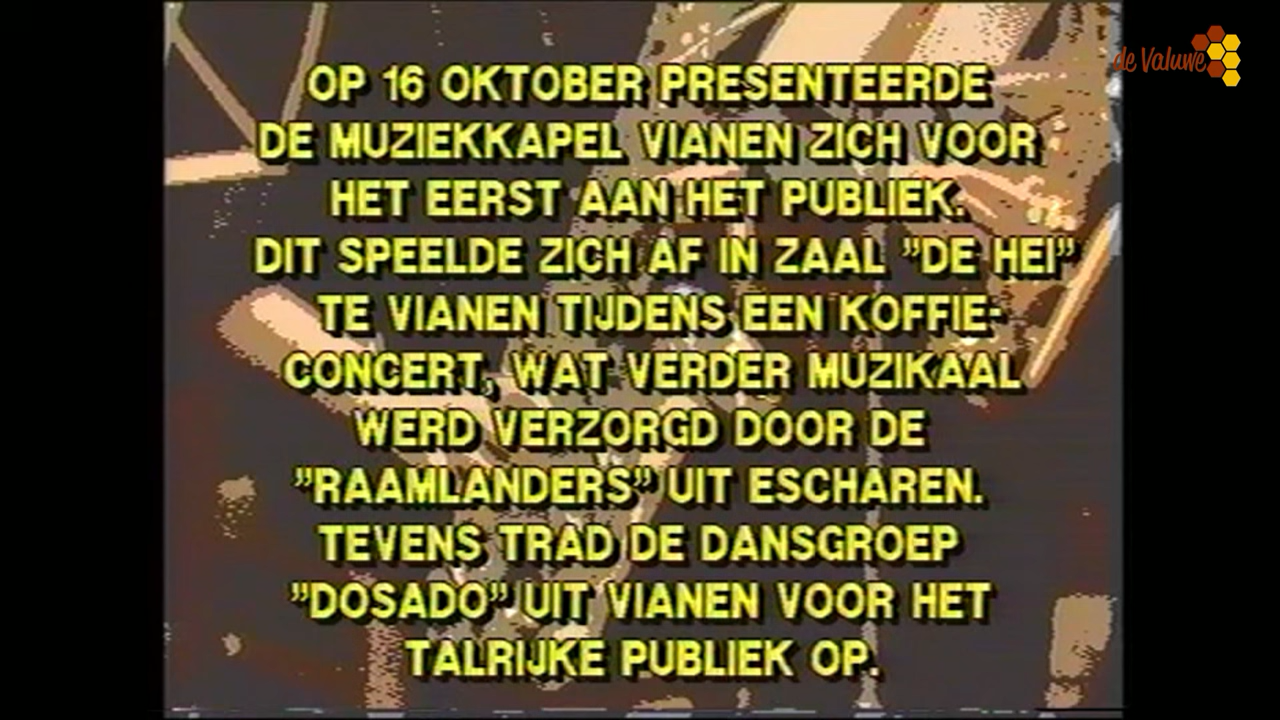 de Valuwe
OP 16 OKTOBER PRESENTEERDE
DE MUZIEKKAPEL VIANEN ZICH VOOR
HET EERST AAN HET PUBLIEK.
DIT SPEELDE ZICH AF IN ZAAL "DE HEI"
TE VIANEN TIJDENS EEN KOFFIE-
CONCERT, WAT VERDER MUZIKAAL
WERD VERZORGD DOOR DE
"RAAMLANDERS" UIT ESCHAREN.
TEVENS TRAD DE DANSGROEP
"DOSADO" UIT VIANEN VOOR HET
TALRIJKE PUBLIEK OP.